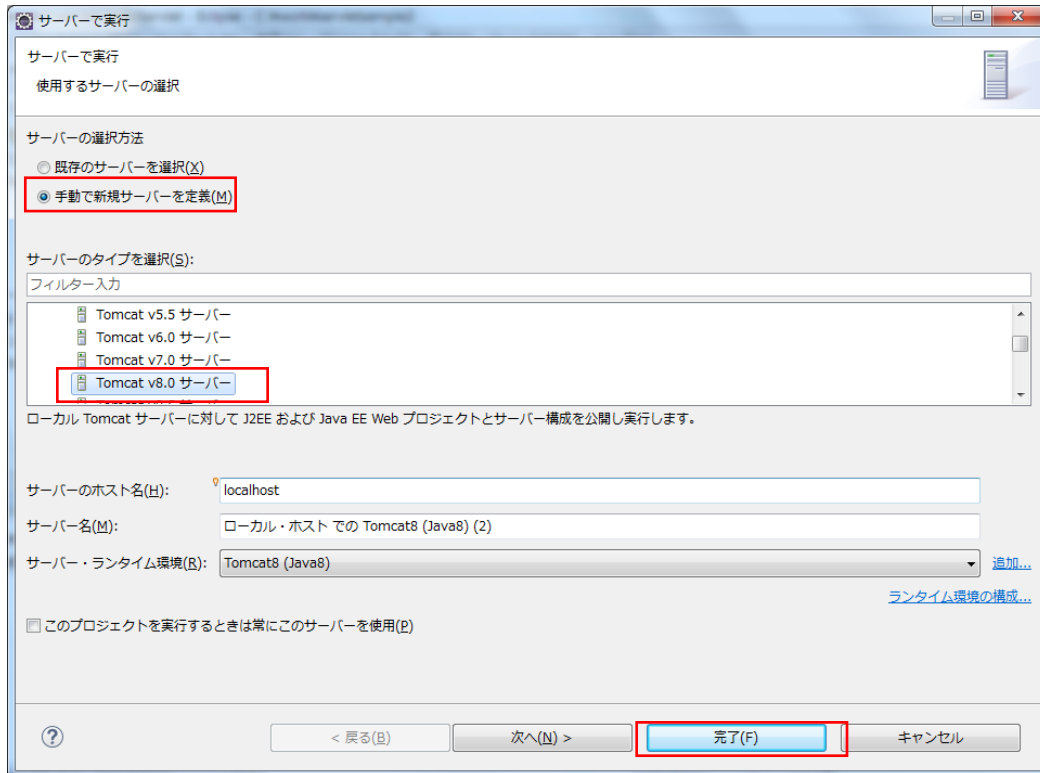 サーバーで実行
サーバーで実行
使用するサーバーの選択
サーバーの選択方法
既存のサーバーを選択(X)
手動で新規サーバーを定義(M)
サーバーのタイプを選択(S):
フィルター入力
Tomcat v5.5 サーバー
Tomcat v6.0 サーバー
Tomcat v7.0 サーバー
Tomcat v8.0 サーバー
ローカル Tomcat サーバーに対して J2EE および Java EE Web プロジェクトとサーバー構成を公開し実行します。
サーバーのホスト名(H): localhost
サーバー名(M): ローカル・ホスト での Tomcat8 (Java8) (2)
サーバー・ランタイム環境(R): Tomcat8 (Java8) 追加...
ランタイム環境の構成...
このプロジェクトを実行するときは常にこのサーバーを使用(P)
? < 戻る(B) 次へ(N) > 完了(F) キャンセル